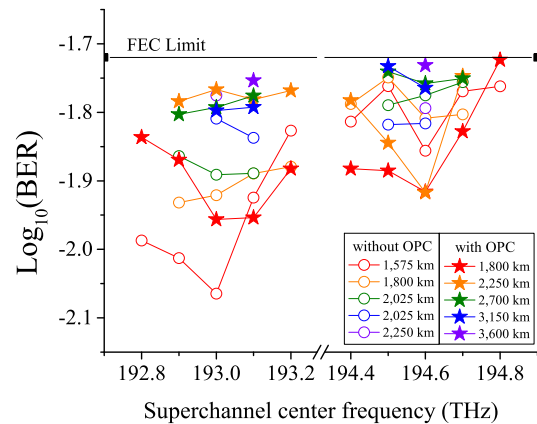 -1.7
FEC Limit
-1.8
-1.9
-2.0
-2.1
Log10(BER)
without OPC
1,575 km
1,800 km
2,025 km
2,025 km
2,250 km
with OPC
1,800 km
2,250 km
2,700 km
3,150 km
3,600 km
192.8 193.0 193.2 194.4 194.6 194.8
Superchannel center frequency (THz)